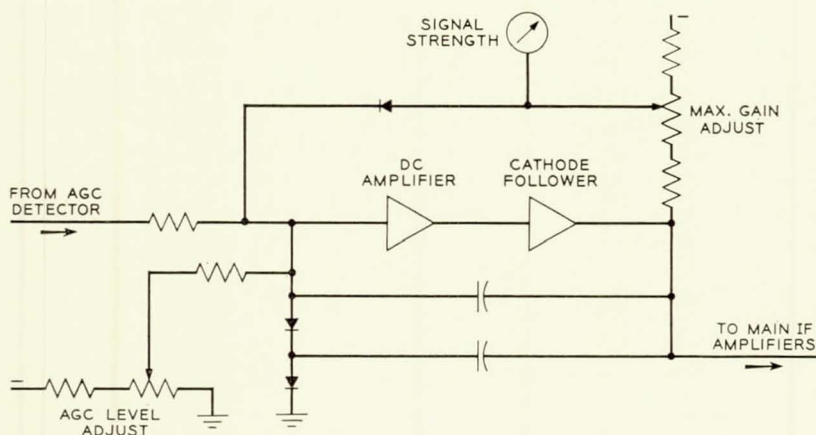 SIGNAL
STRENGTH
MAX. GAIN
ADJUST
DC
AMPLIFIER
CATHODE
FOLLOWER
FROM AGC
DETECTOR
TO MAIN IF
AMPLIFIERS
AGC LEVEL
ADJUST